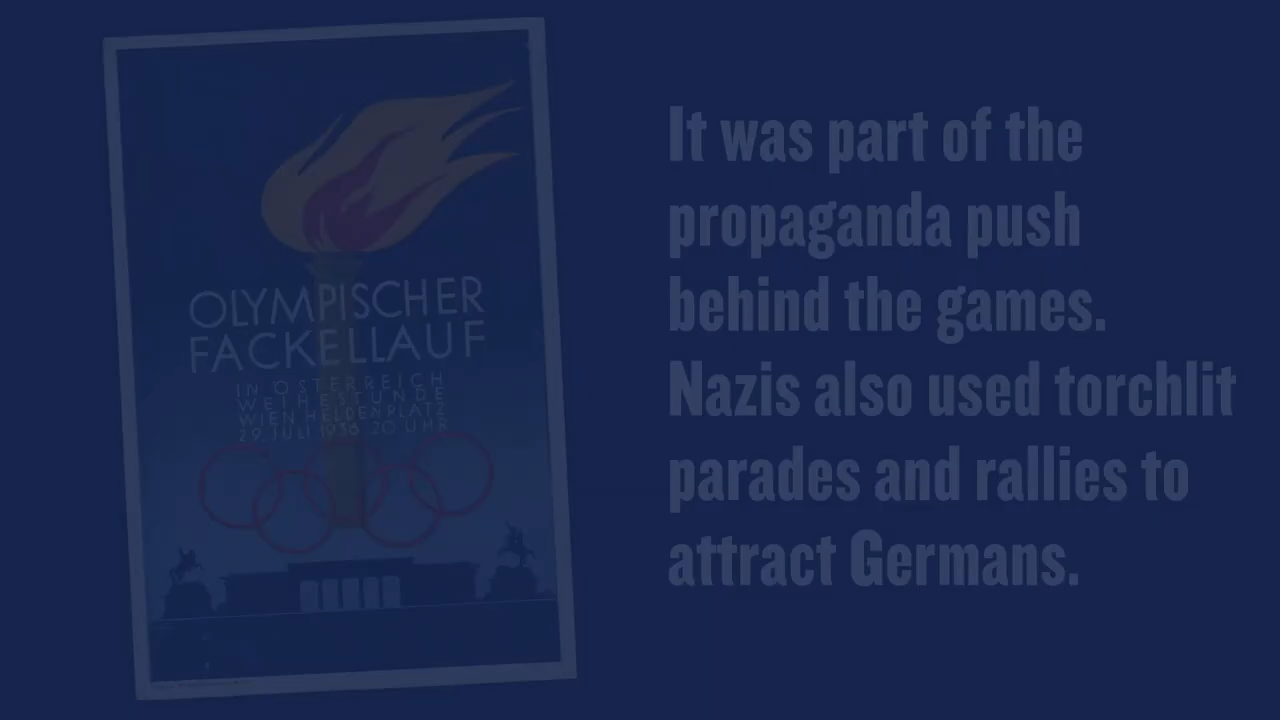 OLYMPISCHER
FACKELLAUF
IN ÖSTERREICH
WEIHESTUNDE
WIEN HELDENPLATZ
29. JULI 1936 20 UHR
It was part of the
propaganda push
behind the games.
Nazis also used torchlit
parades and rallies to
attract Germans.